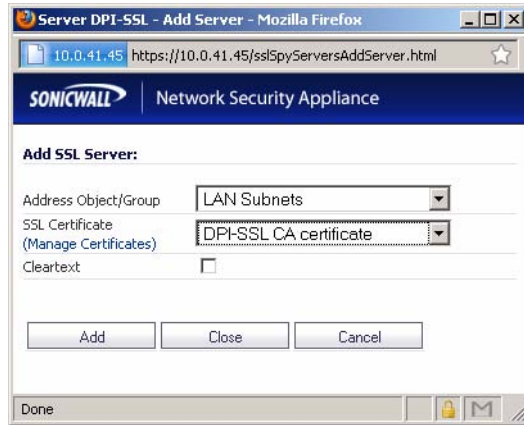 Server DPI-SSL - Add Server - Mozilla Firefox
10.0.41.45 https://10.0.41.45/sslSpyServersAddServer.html
SONICWALL Network Security Appliance
Add SSL Server:
Address Object/Group LAN Subnets
SSL Certificate
(Manage Certificates) DPI-SSL CA certificate
Cleartext
Add Close Cancel
Done